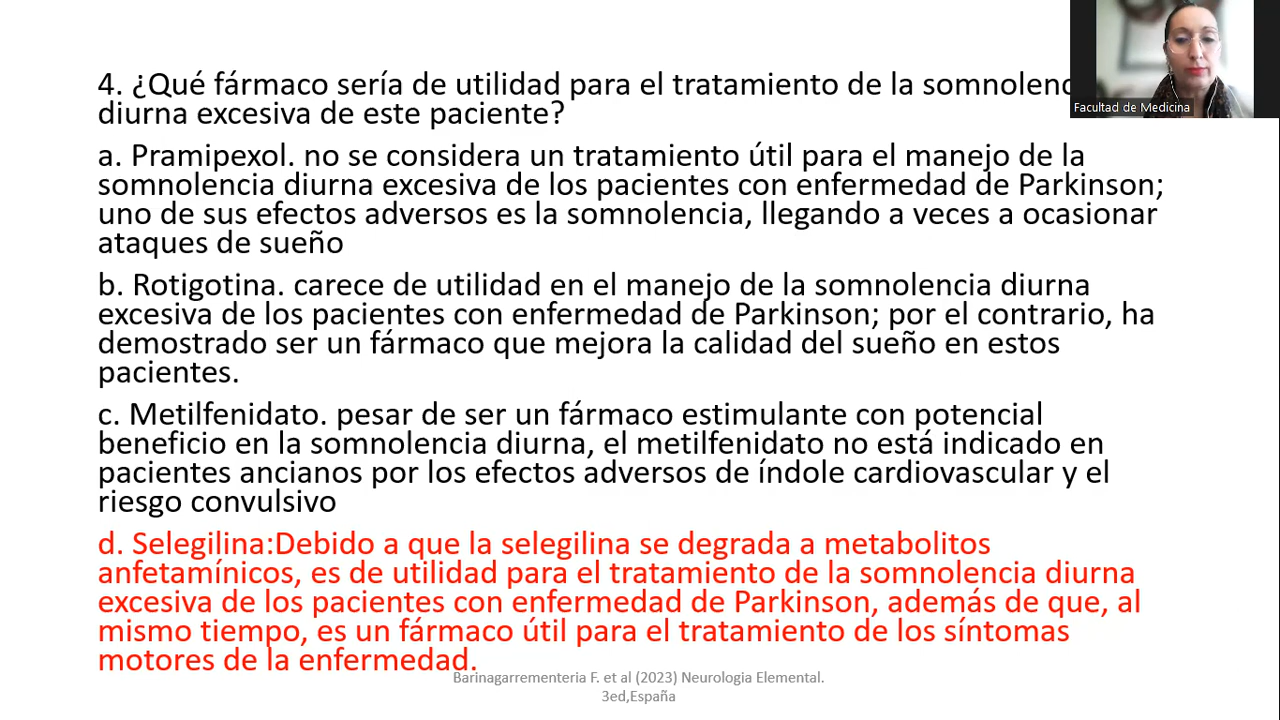 4. ¿Qué fármaco sería de utilidad para el tratamiento de la somnolenc
diurna excesiva de este paciente?
Facultad de Medicina
a. Pramipexol. no se considera un tratamiento útil para el manejo de la
somnolencia diurna excesiva de los pacientes con enfermedad de Parkinson;
uno de sus efectos adversos es la somnolencia, llegando a veces a ocasionar
ataques de sueño
b. Rotigotina. carece de utilidad en el manejo de la somnolencia diurna
excesiva de los pacientes con enfermedad de Parkinson; por el contrario, ha
demostrado ser un fármaco que mejora la calidad del sueño en estos
pacientes.
c. Metilfenidato. pesar de ser un fármaco estimulante con potencial
beneficio en la somnolencia diurna, el metilfenidato no está indicado en
pacientes ancianos por los efectos adversos de índole cardiovascular y el
riesgo convulsivo
d. Selegilina:Debido a que la selegilina se degrada a metabolitos
anfetamínicos, es de utilidad para el tratamiento de la somnolencia diurna
excesiva de los pacientes con enfermedad de Parkinson, además de que, al
mismo tiempo, es un fármaco útil para el tratamiento de los síntomas
motores de la enfermedad.
Barinagarrementeria F. et al (2023) Neurologia Elemental.
3ed,España